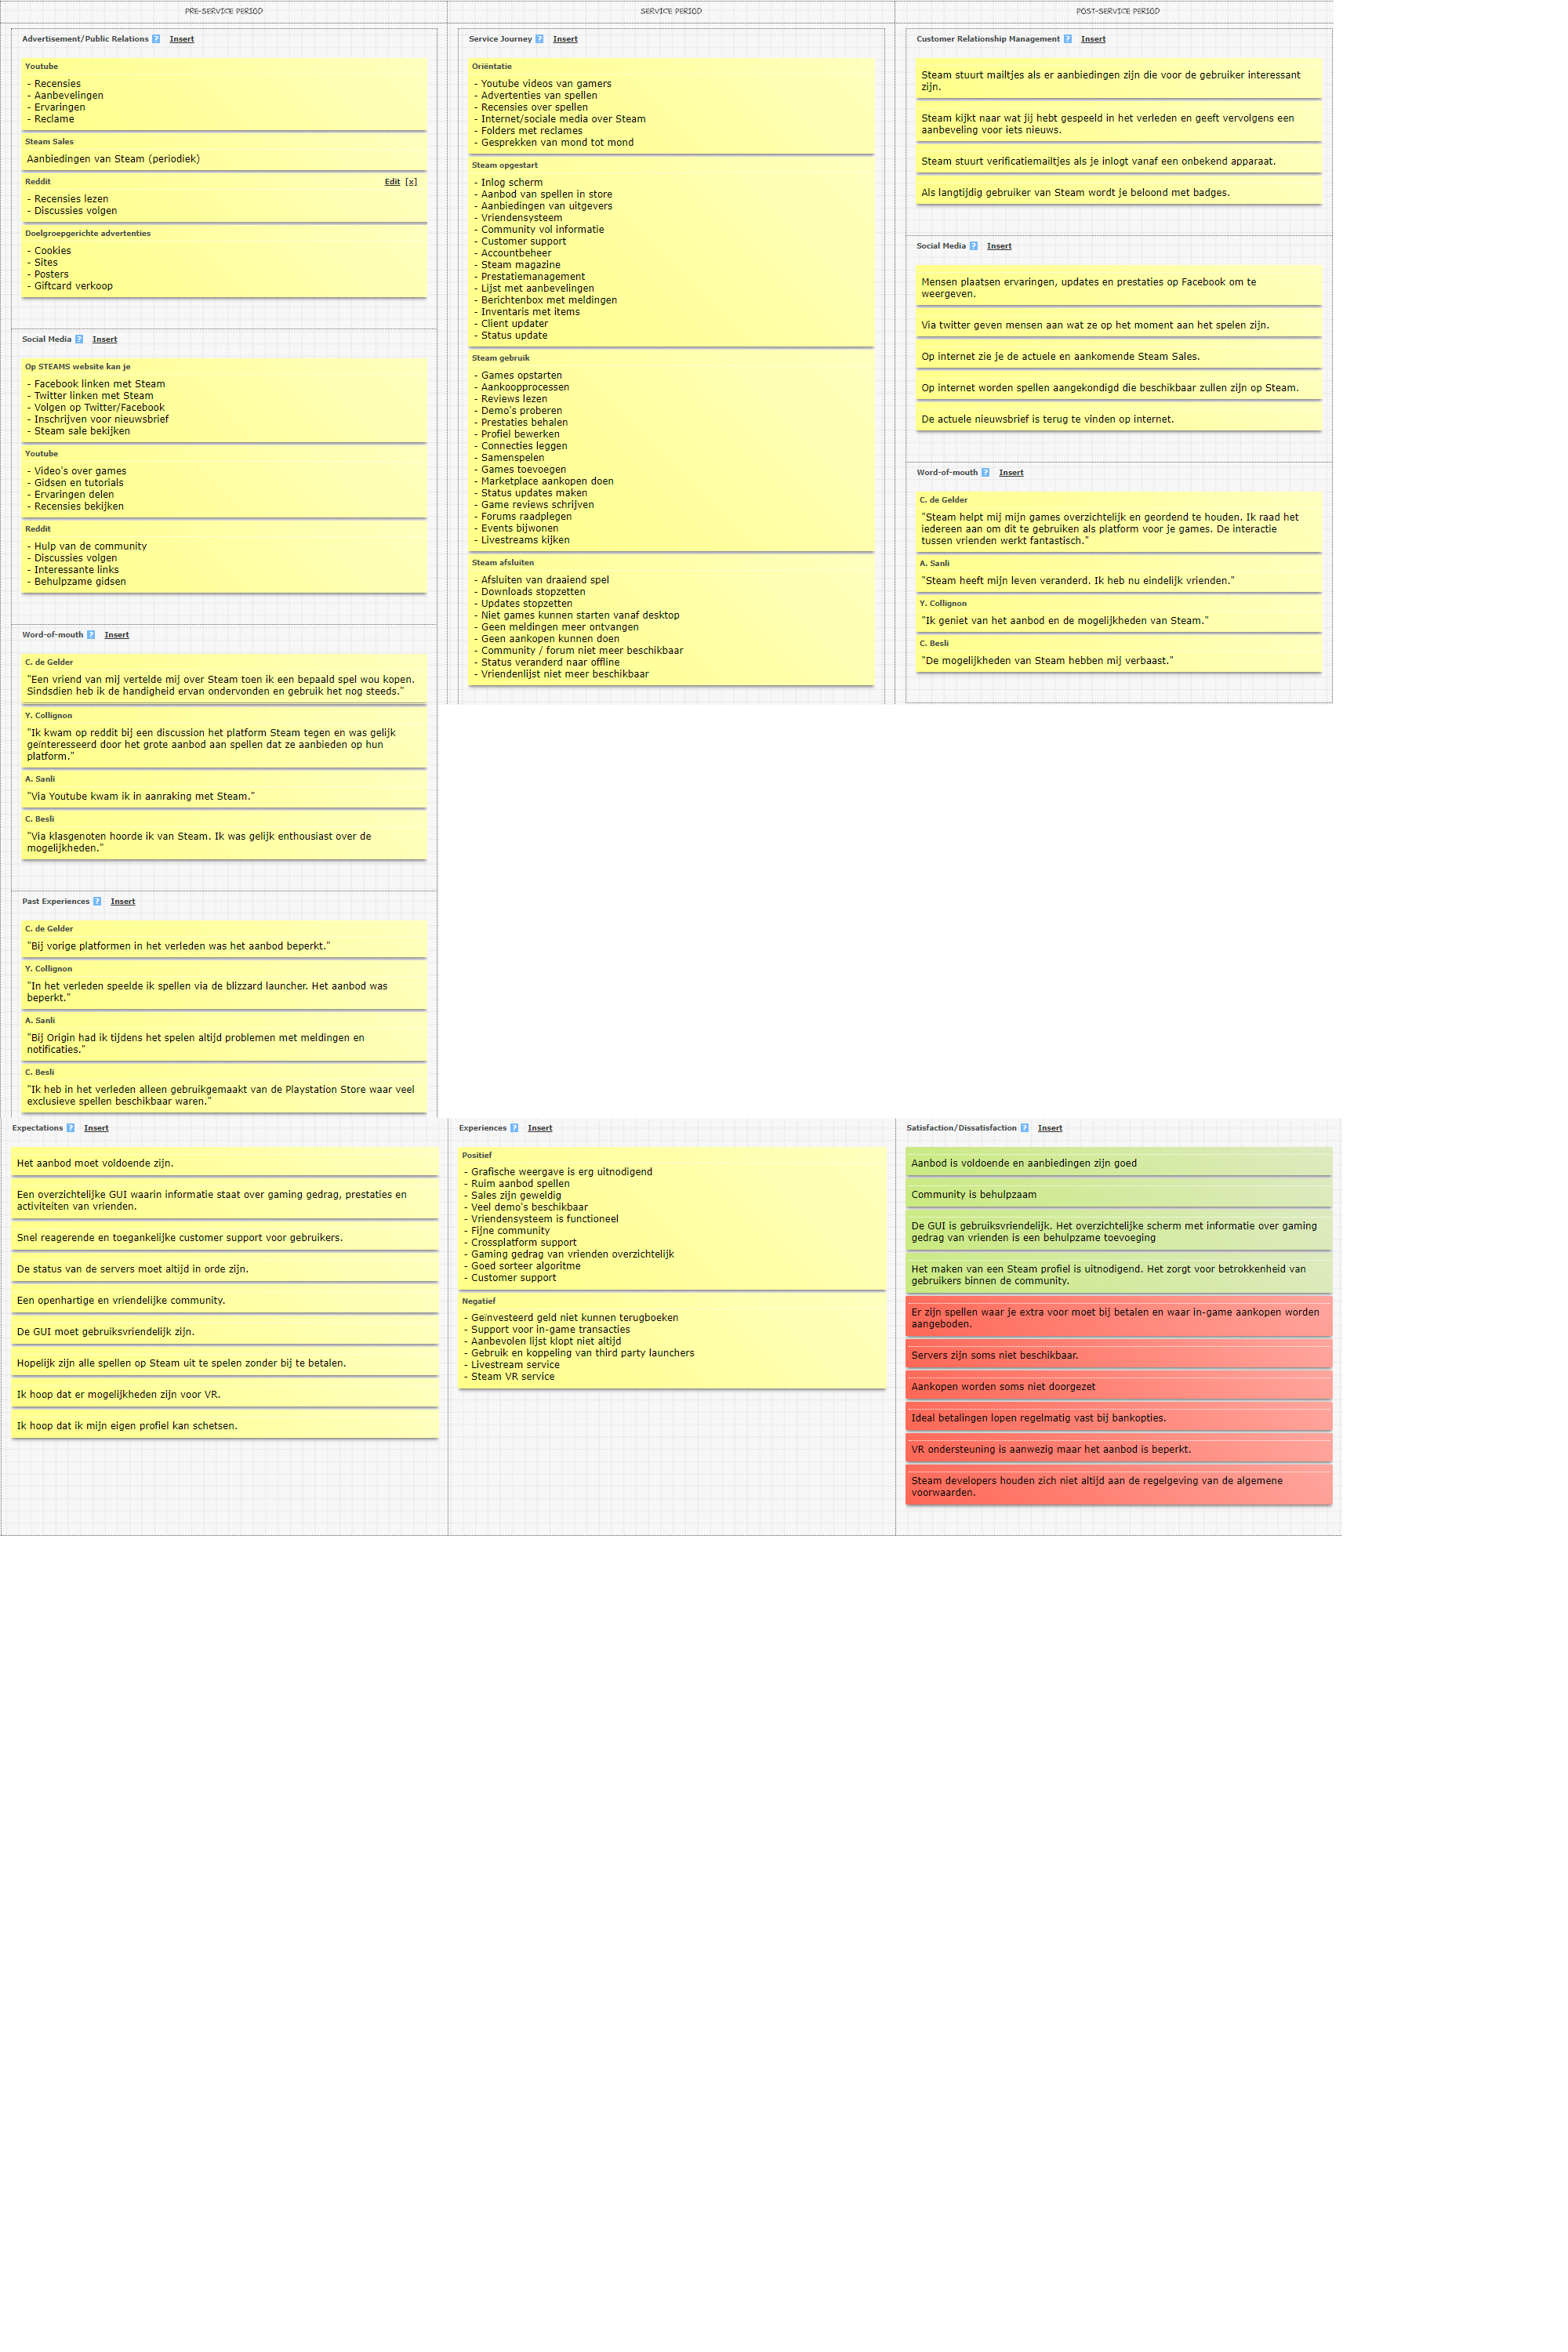 PRE-SERVICE PERIOD
SERVICE PERIOD
POST-SERVICE PERIOD
Advertisement/Public Relations ? Insert
Youtube
- Recensies
- Aanbevelingen
- Ervaringen
- Reclame
Steam Sales
Aanbiedingen van Steam (periodiek)
Reddit Edit [x]
- Recensies lezen
- Discussies volgen
Doelgroepgerichte advertenties
- Cookies
- Sites
- Posters
- Giftcard verkoop
Social Media ? Insert
Op STEAMS website kan je
- Facebook linken met Steam
- Twitter linken met Steam
- Volgen op Twitter/Facebook
- Inschrijven voor nieuwsbrief
- Steam sale bekijken
Youtube
- Video's over games
- Gidsen en tutorials
- Ervaringen delen
- Recensies bekijken
Reddit
- Hulp van de community
- Discussies volgen
- Interessante links
- Behulpzame gidsen
Word-of-mouth ? Insert
C. de Gelder
"Een vriend van mij vertelde mij over Steam toen ik een bepaald spel wou kopen.
Sindsdien heb ik de handigheid ervan ondervonden en gebruik het nog steeds."
Y. Collignon
"Ik kwam op reddit bij een discussion het platform Steam tegen en was gelijk
geïnteresseerd door het grote aanbod aan spellen dat ze aanbieden op hun
platform."
A. Sanli
"Via Youtube kwam ik in aanraking met Steam."
C. Besli
"Via klasgenoten hoorde ik van Steam. Ik was gelijk enthousiast over de
mogelijkheden."
Past Experiences ? Insert
C. de Gelder
"Bij vorige platformen in het verleden was het aanbod beperkt."
Y. Collignon
"In het verleden speelde ik spellen via de blizzard launcher. Het aanbod was
beperkt."
A. Sanli
"Bij Origin had ik tijdens het spelen altijd problemen met meldingen en
notificaties."
C. Besli
"Ik heb in het verleden alleen gebruikgemaakt van de Playstation Store waar veel
exclusieve spellen beschikbaar waren."
Service Journey ? Insert
Oriëntatie
- Youtube videos van gamers
- Advertenties van spellen
- Recensies over spellen
- Internet/sociale media over Steam
- Folders met reclames
- Gesprekken van mond tot mond
Steam opgestart
- Inlog scherm
- Aanbod van spellen in store
- Aanbiedingen van uitgevers
- Vriendensysteem
- Community vol informatie
- Customer support
- Accountbeheer
- Steam magazine
- Prestatiemanagement
- Lijst met aanbevelingen
- Berichtenbox met meldingen
- Inventaris met items
- Client updater
- Status update
Steam gebruik
- Games opstarten
- Aankoopprocessen
- Reviews lezen
- Demo's proberen
- Prestaties behalen
- Profiel bewerken
- Connecties leggen
- Samenspelen
- Games toevoegen
- Marketplace aankopen doen
- Status updates maken
- Game reviews schrijven
- Forums raadplegen
- Events bijwonen
- Livestreams kijken
Steam afsluiten
- Afsluiten van draaiend spel
- Downloads stopzetten
- Updates stopzetten
- Niet games kunnen starten vanaf desktop
- Geen meldingen meer ontvangen
- Geen aankopen kunnen doen
- Community / forum niet meer beschikbaar
- Status veranderd naar offline
- Vriendenlijst niet meer beschikbaar
Customer Relationship Management ? Insert
Steam stuurt mailtjes als er aanbiedingen zijn die voor de gebruiker interessant
zijn.
Steam kijkt naar wat jij hebt gespeeld in het verleden en geeft vervolgens een
aanbeveling voor iets nieuws.
Steam stuurt verificatiemailtjes als je inlogt vanaf een onbekend apparaat.
Als langtijdig gebruiker van Steam wordt je beloond met badges.
Social Media ? Insert
Mensen plaatsen ervaringen, updates en prestaties op Facebook om te
weergeven.
Via twitter geven mensen aan wat ze op het moment aan het spelen zijn.
Op internet zie je de actuele en aankomende Steam Sales.
Op internet worden spellen aangekondigd die beschikbaar zullen zijn op Steam.
De actuele nieuwsbrief is terug te vinden op internet.
Word-of-mouth ? Insert
C. de Gelder
"Steam helpt mij mijn games overzichtelijk en geordend te houden. Ik raad het
iedereen aan om dit te gebruiken als platform voor je games. De interactie
tussen vrienden werkt fantastisch."
A. Sanli
"Steam heeft mijn leven veranderd. Ik heb nu eindelijk vrienden."
Y. Collignon
"Ik geniet van het aanbod en de mogelijkheden van Steam."
C. Besli
"De mogelijkheden van Steam hebben mij verbaast."
Expectations ? Insert
Het aanbod moet voldoende zijn.
Een overzichtelijke GUI waarin informatie staat over gaming gedrag, prestaties en
activiteiten van vrienden.
Snel reagerende en toegankelijke customer support voor gebruikers.
De status van de servers moet altijd in orde zijn.
Een openhartige en vriendelijke community.
De GUI moet gebruiksvriendelijk zijn.
Hopelijk zijn alle spellen op Steam uit te spelen zonder bij te betalen.
Ik hoop dat er mogelijkheden zijn voor VR.
Ik hoop dat ik mijn eigen profiel kan schetsen.
Experiences ? Insert
Positief
- Grafische weergave is erg uitnodigend
- Ruim aanbod spellen
- Sales zijn geweldig
- Veel demo's beschikbaar
- Vriendensysteem is functioneel
- Fijne community
- Crossplatform support
- Gaming gedrag van vrienden overzichtelijk
- Goed sorteer algoritme
- Customer support
Negatief
- Geïnvesteerd geld niet kunnen terugboeken
- Support voor in-game transacties
- Aanbevolen lijst klopt niet altijd
- Gebruik en koppeling van third party launchers
- Livestream service
- Steam VR service
Satisfaction/Dissatisfaction ? Insert
Aanbod is voldoende en aanbiedingen zijn goed
Community is behulpzaam
De GUI is gebruiksvriendelijk. Het overzichtelijke scherm met informatie over gaming
gedrag van vrienden is een behulpzame toevoeging
Het maken van een Steam profiel is uitnodigend. Het zorgt voor betrokkenheid van
gebruikers binnen de community.
Er zijn spellen waar je extra voor moet bij betalen en waar in-game aankopen worden
aangeboden.
Servers zijn soms niet beschikbaar.
Aankopen worden soms niet doorgezet
Ideal betalingen lopen regelmatig vast bij bankopties.
VR ondersteuning is aanwezig maar het aanbod is beperkt.
Steam developers houden zich niet altijd aan de regelgeving van de algemene
voorwaarden.